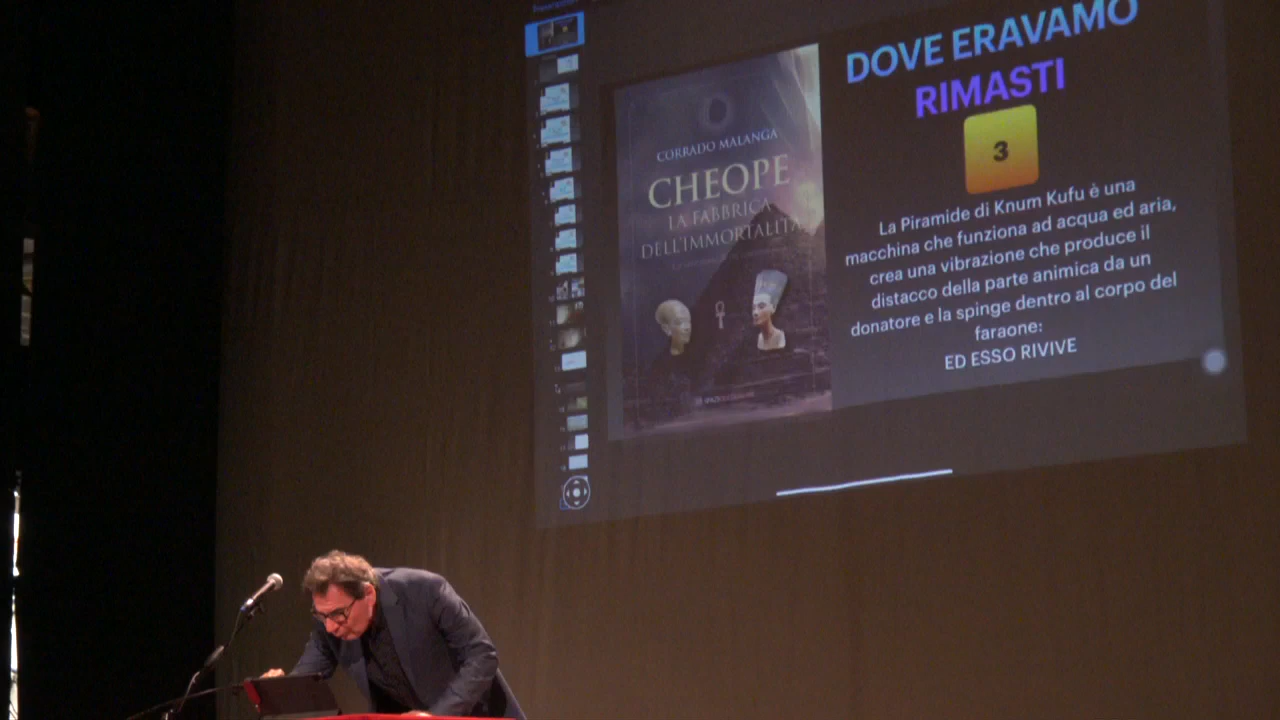 DOVE ERAVAMO
RIMASTI
3
CORRADO MALANGA
CHEOPE
LA FABBRICA
DELL'IMMORTALITÀ
La Piramide di Knum Kufu è una
macchina che funziona ad acqua ed aria,
crea una vibrazione che produce il
distacco della parte animica da un
donatore e la spinge dentro al corpo del
faraone:
ED ESSO RIVIVE